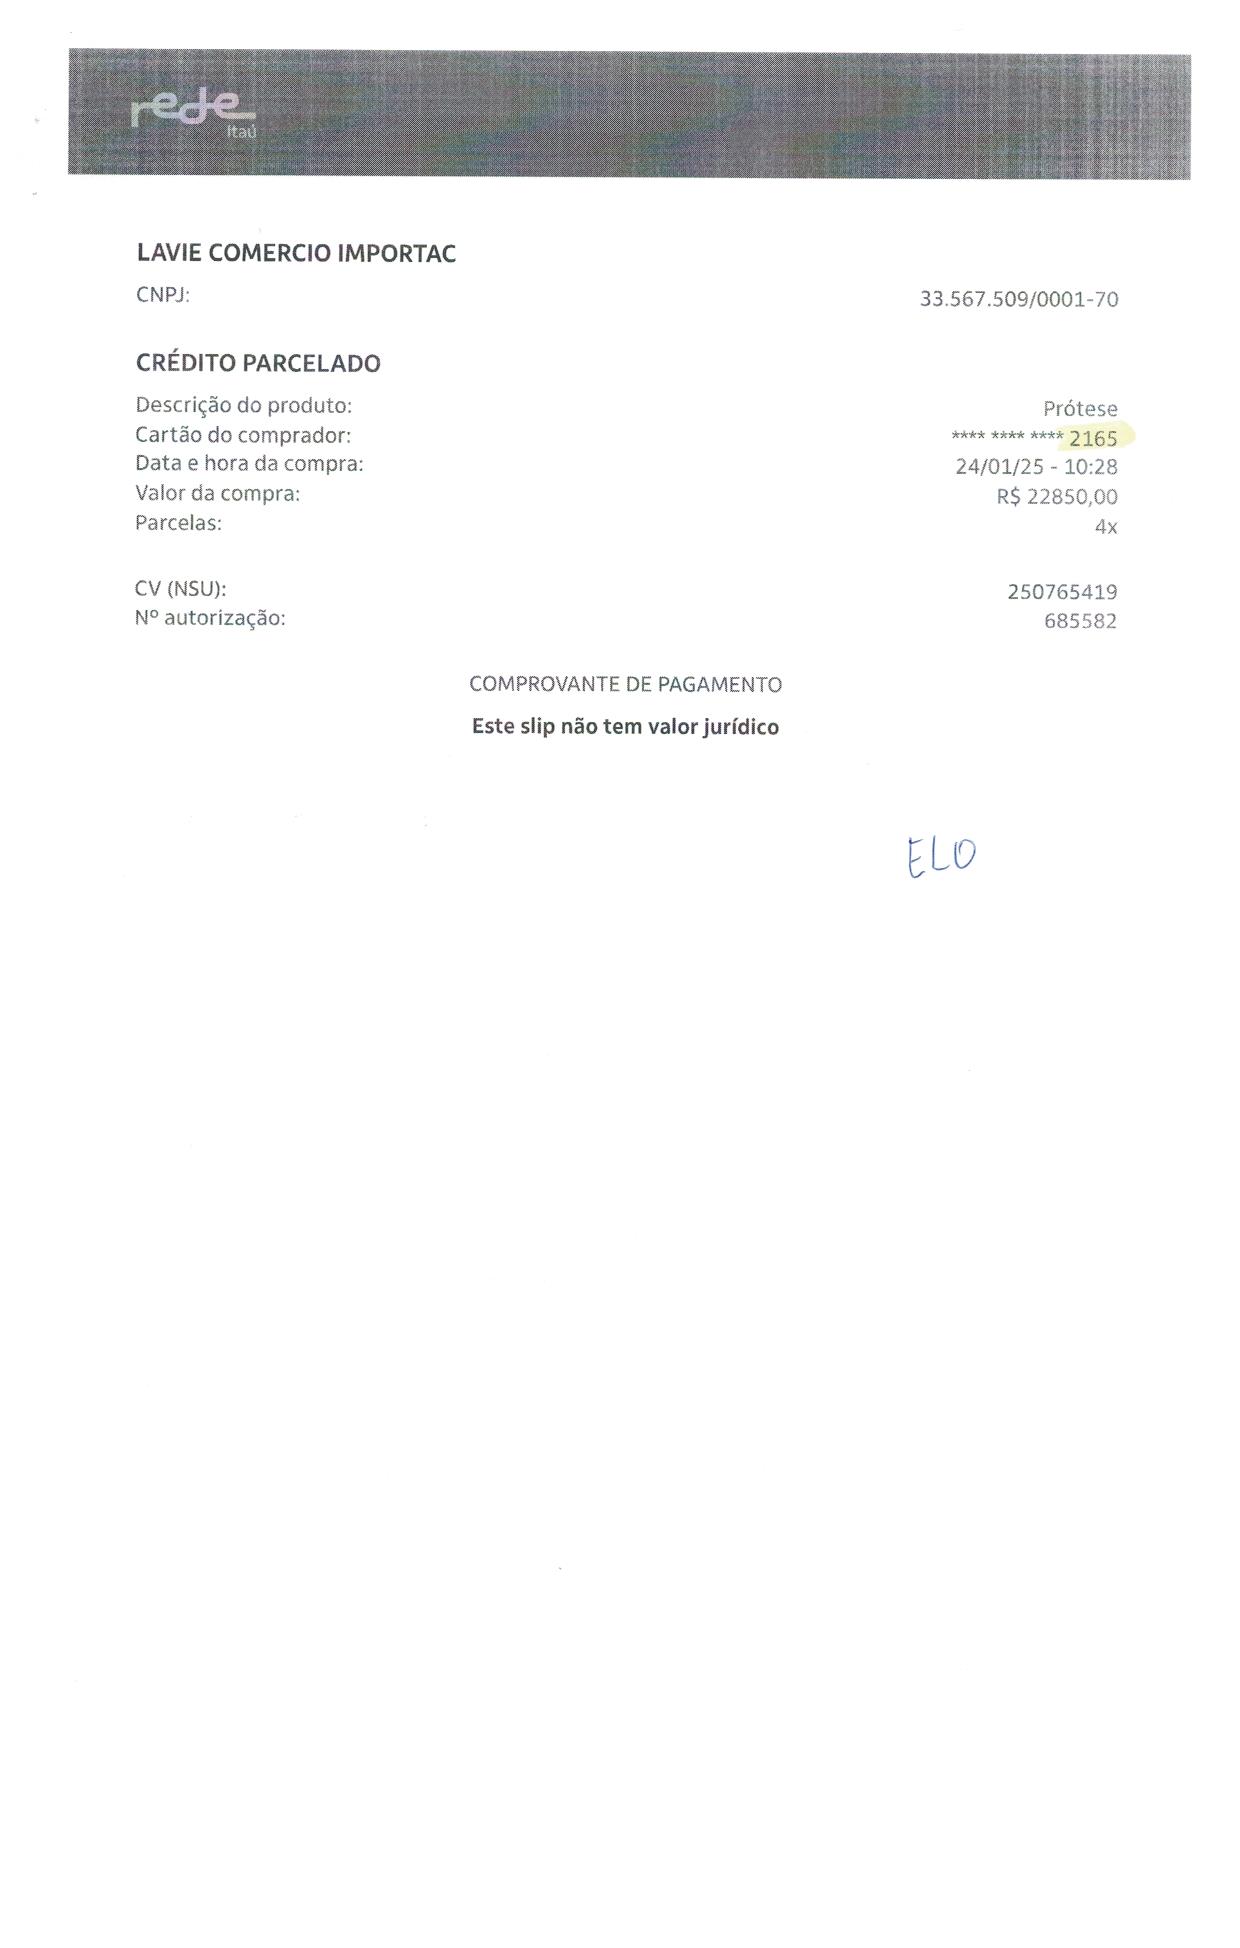 rede
Itaú
LAVIE COMERCIO IMPORTAC
CNPJ: 33.567.509/0001-70
CRÉDITO PARCELADO
Descrição do produto: Prótese
Cartão do comprador: **** **** **** 2165
Data e hora da compra: 24/01/25 - 10:28
Valor da compra: R$ 22850,00
Parcelas: 4x
CV (NSU): 250765419
Nº autorização: 685582
COMPROVANTE DE PAGAMENTO
Este slip não tem valor jurídico
ELO